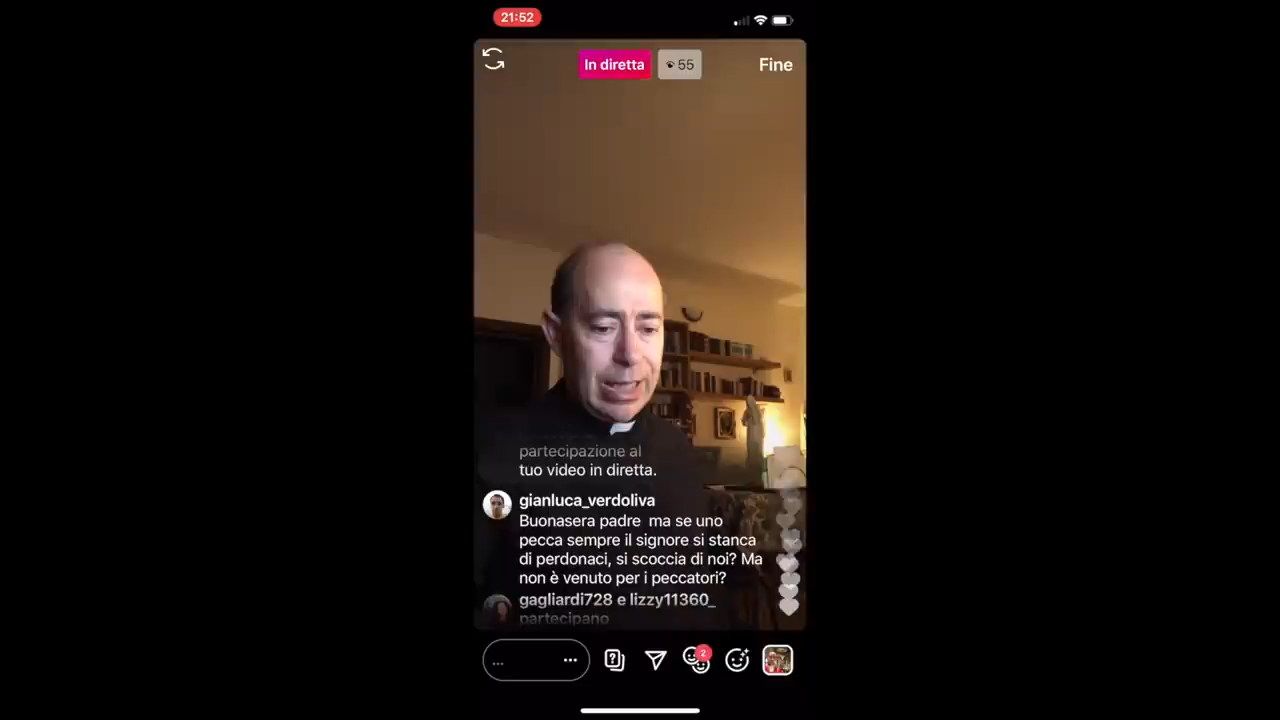 21:52
In diretta
55
Fine
partecipazione al
tuo video in diretta.
gianluca_verdoliva
Buonasera padre ma se uno
pecca sempre il signore si stanca
di perdonaci, si scoccia di noi? Ma
non è venuto per i peccatori?
gagliardi728 e lizzy11360_
partecipano
...
2